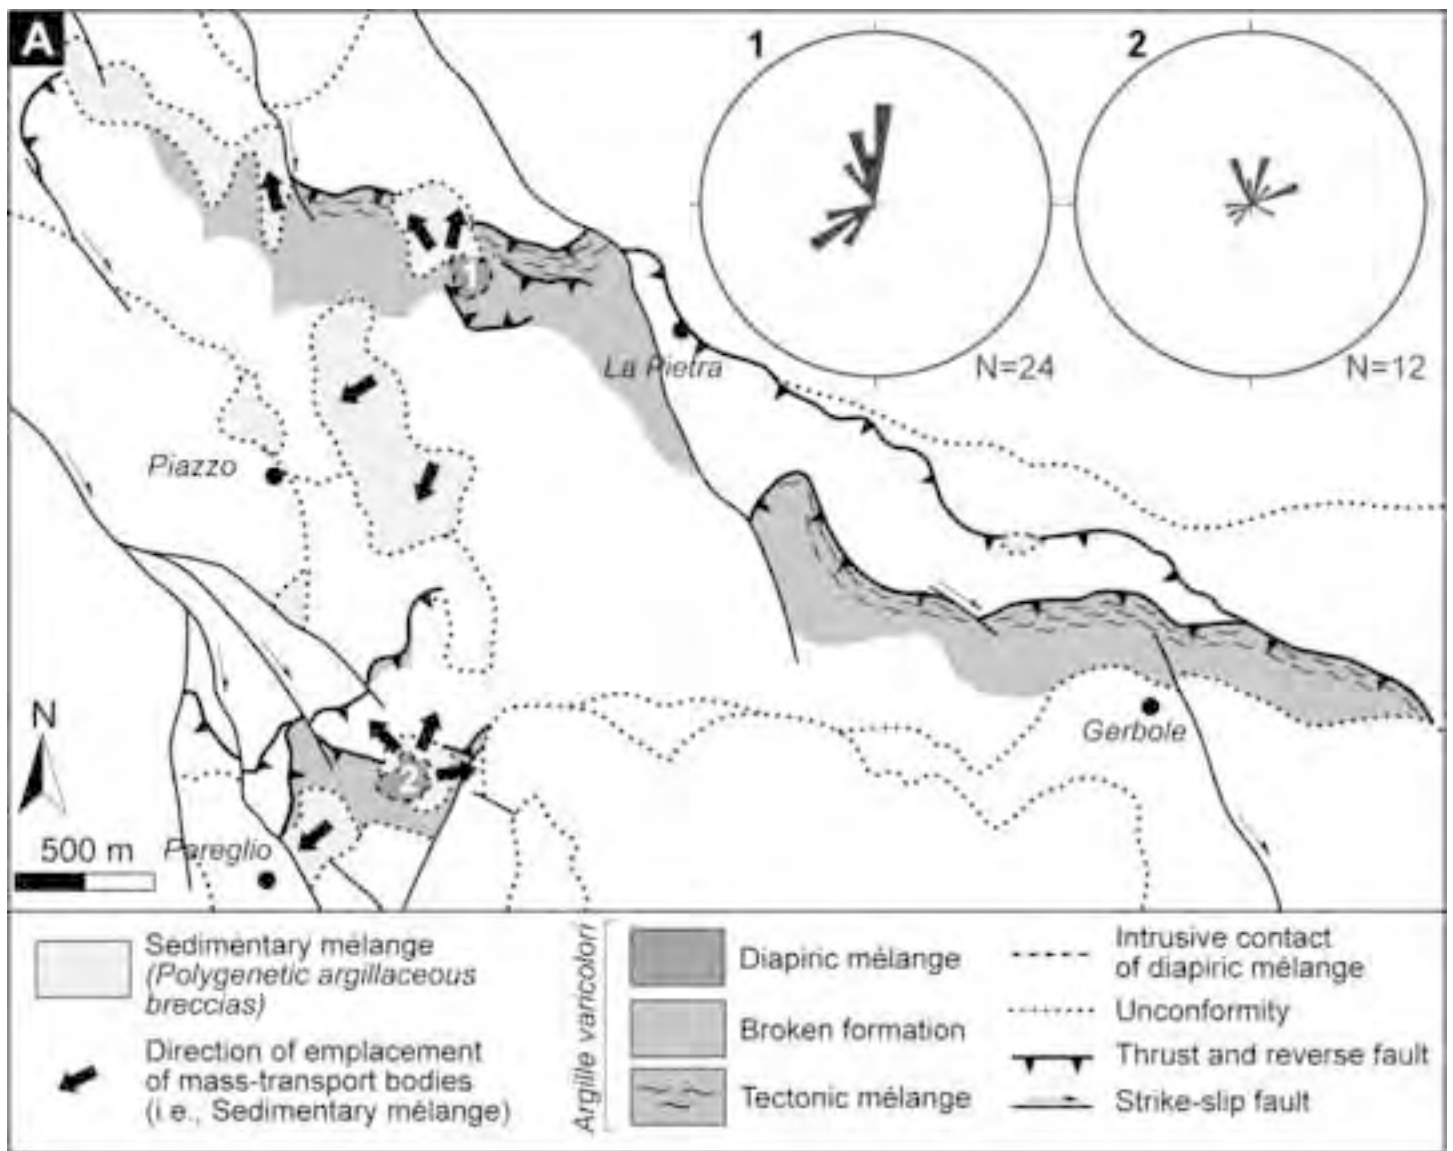 A
1
2
N=24
N=12
1
La Pietra
Piazzo
N
Gerbole
2
500 m
Pareglio
Sedimentary mélange
(Polygenetic argillaceous
breccias)
Direction of emplacement
of mass-transport bodies
(i e., Sedimentary mélange)
Argille varicolori
Diapiric mélange
Broken formation
Tectonic mélange
Intrusive contact
of diapiric mélange
Unconformity
Thrust and reverse fault
Strike-slip fault